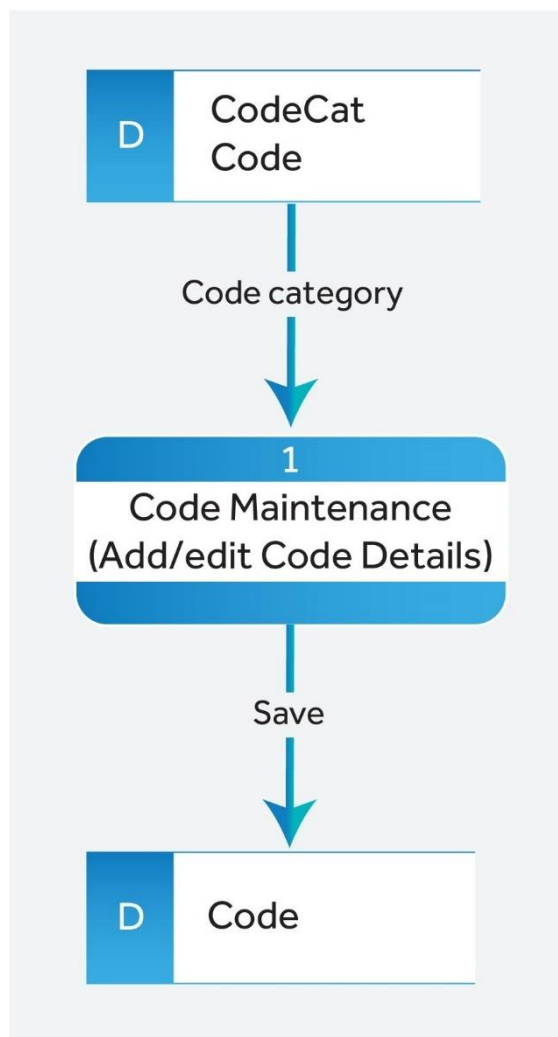 D
CodeCat
Code
Code category
1
Code Maintenance
(Add/edit Code Details)
Save
D
Code